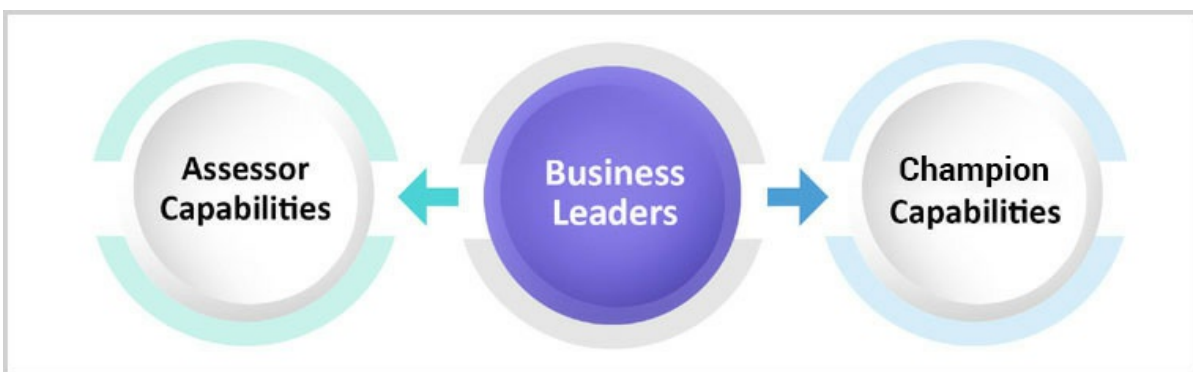 Assessor
Capabilities
Business
Leaders
Champion
Capabilities